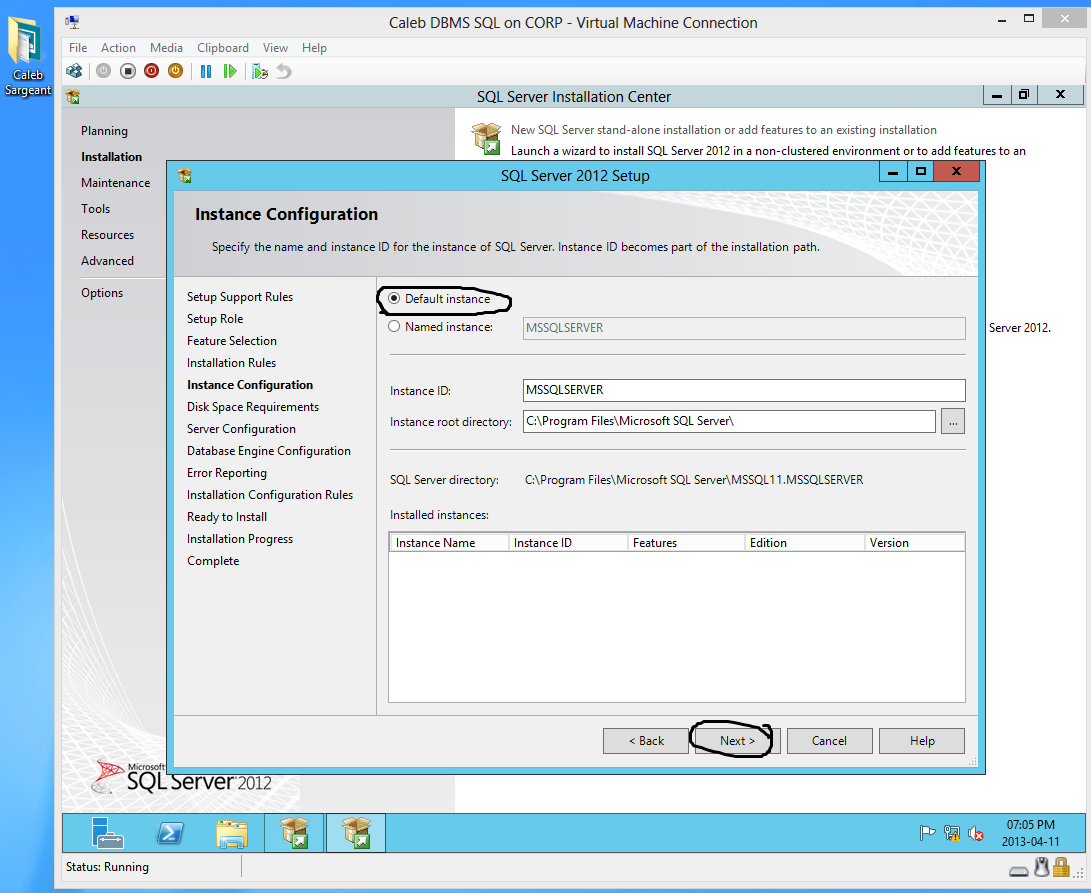 Caleb
Sargeant
Caleb DBMS SQL on CORP - Virtual Machine Connection
File Action Media Clipboard View Help
SQL Server Installation Center
Planning
Installation
Maintenance
Tools
Resources
Advanced
Options
New SQL Server stand-alone installation or add features to an existing installation
Launch a wizard to install SQL Server 2012 in a non-clustered environment or to add features to an
Server 2012.
SQL Server 2012 Setup
Instance Configuration
Specify the name and instance ID for the instance of SQL Server. Instance ID becomes part of the installation path.
Setup Support Rules
Setup Role
Feature Selection
Installation Rules
Instance Configuration
Disk Space Requirements
Server Configuration
Database Engine Configuration
Error Reporting
Installation Configuration Rules
Ready to Install
Installation Progress
Complete
Default instance
Named instance: MSSQLSERVER
Instance ID: MSSQLSERVER
Instance root directory: C:\Program Files\Microsoft SQL Server\ ...
SQL Server directory: C:\Program Files\Microsoft SQL Server\MSSQL11.MSSQLSERVER
Installed instances:
Instance Name Instance ID Features Edition Version
< Back Next > Cancel Help
Microsoft
SQL Server 2012
07:05 PM
2013-04-11
Status: Running